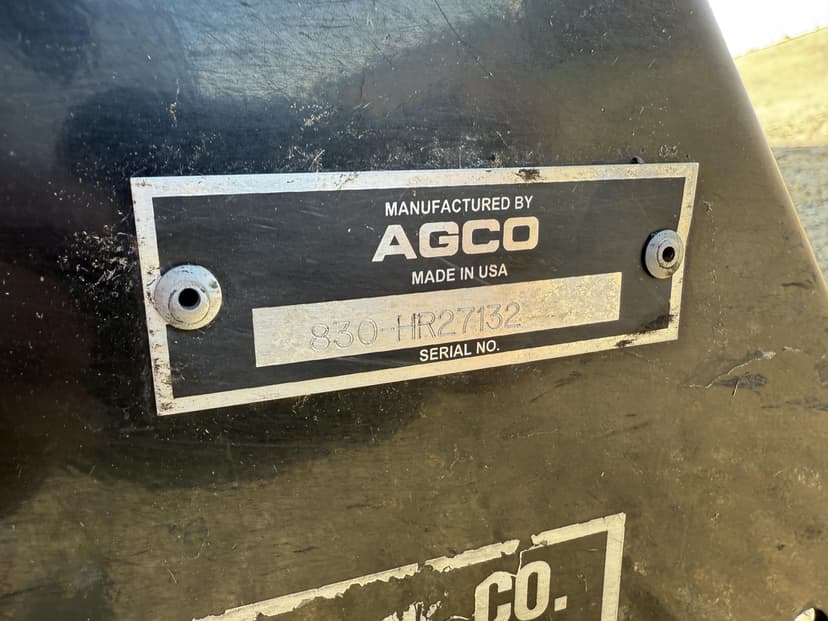 MANUFACTURED BY
AGCO
MADE IN USA
830-HR27132
SERIAL NO.
CO.